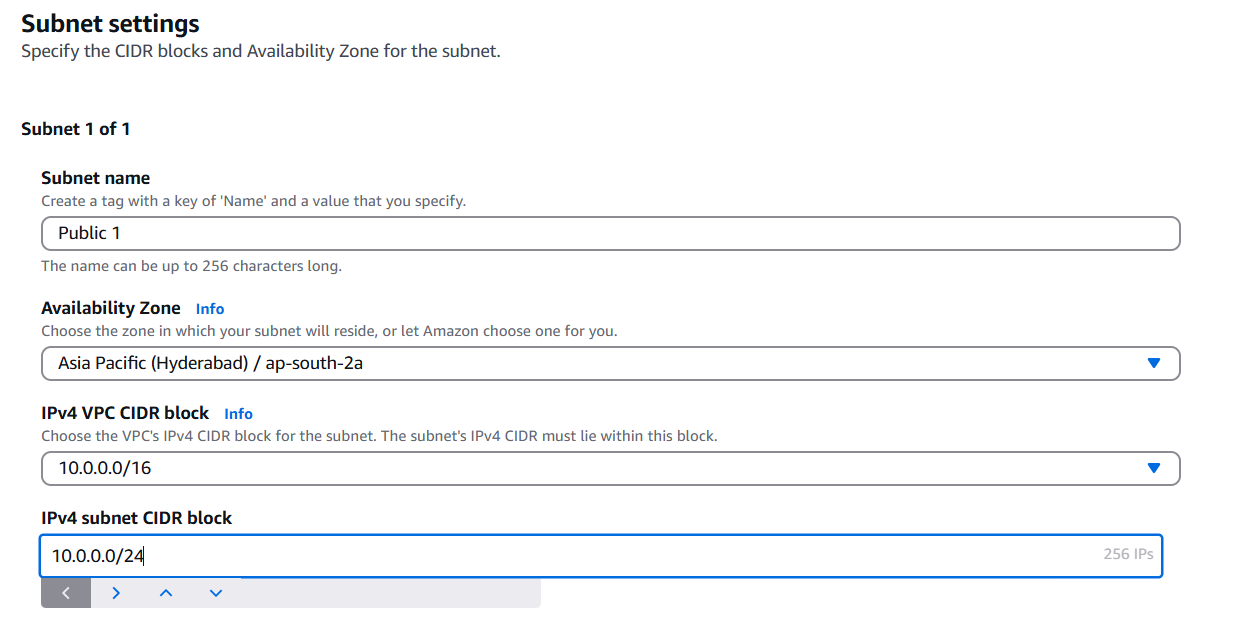 Subnet settings
Specify the CIDR blocks and Availability Zone for the subnet.
Subnet 1 of 1
Subnet name
Create a tag with a key of 'Name' and a value that you specify.
Public 1
The name can be up to 256 characters long.
Availability Zone Info
Choose the zone in which your subnet will reside, or let Amazon choose one for you.
Asia Pacific (Hyderabad) / ap-south-2a
IPv4 VPC CIDR block Info
Choose the VPC's IPv4 CIDR block for the subnet. The subnet's IPv4 CIDR must lie within this block.
10.0.0.0/16
IPv4 subnet CIDR block
10.0.0.0/24 256 IPs